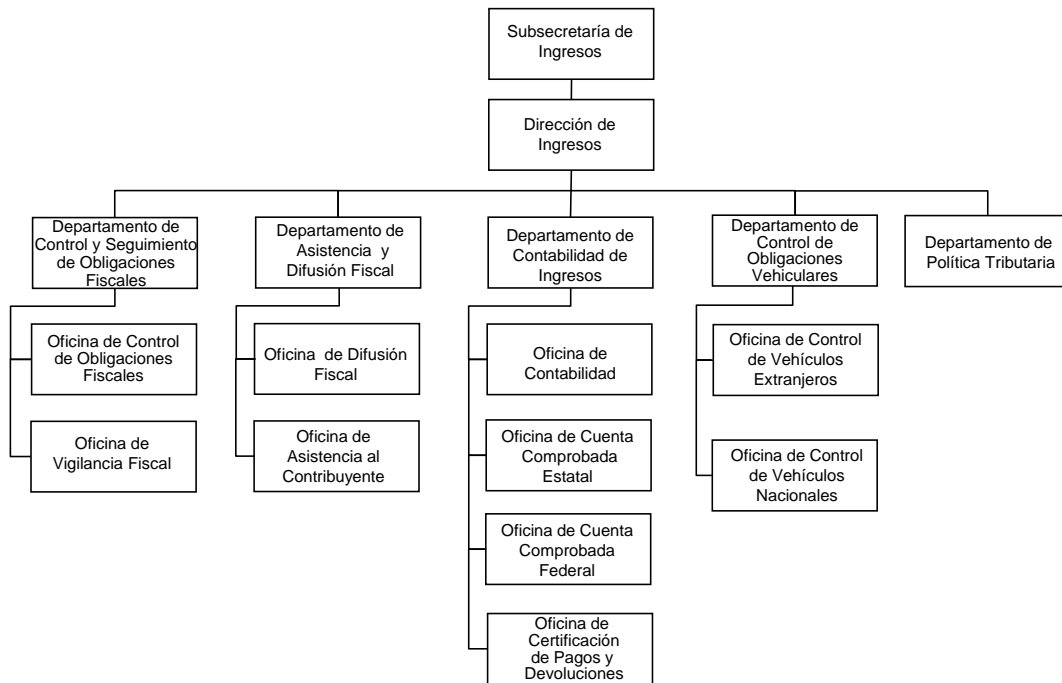 Subsecretaría de
Ingresos
Dirección de
Ingresos
Departamento de
Control y Seguimiento
de Obligaciones
Fiscales
Departamento de
Asistencia y
Difusión Fiscal
Departamento de
Contabilidad de
Ingresos
Departamento de
Control de
Obligaciones
Vehiculares
Departamento de
Política Tributaria
Oficina de Control
de Obligaciones
Fiscales
Oficina de Difusión
Fiscal
Oficina de
Contabilidad
Oficina de Control
de Vehículos
Extranjeros
Oficina de
Vigilancia Fiscal
Oficina de
Asistencia al
Contribuyente
Oficina de Cuenta
Comprobada
Estatal
Oficina de Control
de Vehículos
Nacionales
Oficina de Cuenta
Comprobada
Federal
Oficina de
Certificación
de Pagos y
Devoluciones